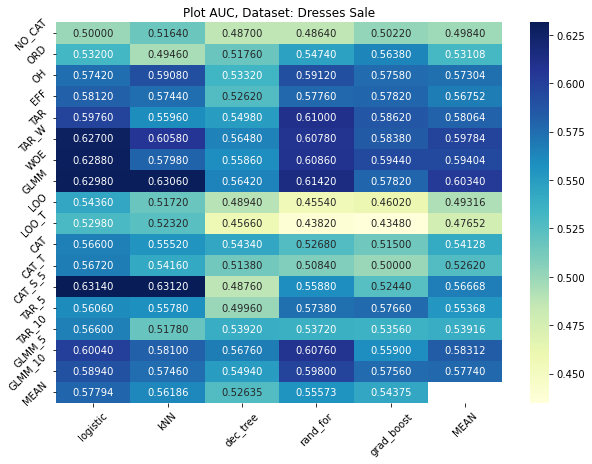 Plot AUC, Dataset: Dresses Sale
NO_CAT 0.50000 0.51640 0.48700 0.48640 0.50220 0.49840
ORD 0.53200 0.49460 0.51760 0.54740 0.56380 0.53108
OH 0.57420 0.59080 0.53320 0.59120 0.57580 0.57304
EFF 0.58120 0.57440 0.52620 0.57760 0.57820 0.56752
TAR 0.59760 0.55960 0.54980 0.61000 0.58620 0.58064
TAR_W 0.62700 0.60580 0.56480 0.60780 0.58380 0.59784
WOE 0.62880 0.57980 0.55860 0.60860 0.59440 0.59404
GLMM 0.62980 0.63060 0.56420 0.61420 0.57820 0.60340
LOO 0.54360 0.51720 0.48940 0.45540 0.46020 0.49316
LOO_T 0.52980 0.52320 0.45660 0.43820 0.43480 0.47652
CAT 0.56600 0.55520 0.54340 0.52680 0.51500 0.54128
CAT_T 0.56720 0.54160 0.51380 0.50840 0.50000 0.52620
CAT_S_5 0.63140 0.63120 0.48760 0.55880 0.52440 0.56668
TAR_5 0.56060 0.55780 0.49960 0.57380 0.57660 0.55368
TAR_10 0.56600 0.51780 0.53920 0.53720 0.53560 0.53916
GLMM_5 0.60040 0.58100 0.56760 0.60760 0.55900 0.58312
GLMM_10 0.58940 0.57460 0.54940 0.59800 0.57560 0.57740
MEAN 0.57794 0.56186 0.52635 0.55573 0.54375
logistic kNN dec_tree rand_for grad_boost MEAN
0.625
0.600
0.575
0.550
0.525
0.500
0.475
0.450